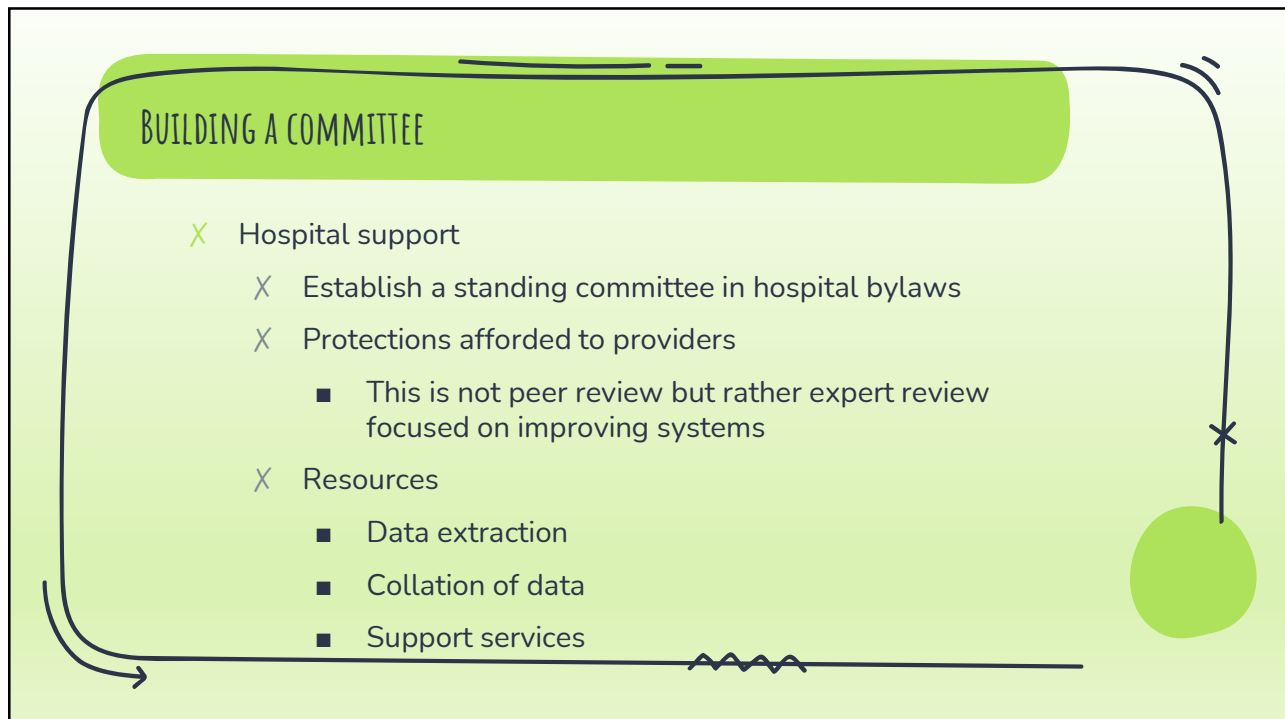 Building a committee
✗ Hospital support
✗ Establish a standing committee in hospital bylaws
✗ Protections afforded to providers
■ This is not peer review but rather expert review
focused on improving systems
✗ Resources
■ Data extraction
■ Collation of data
■ Support services